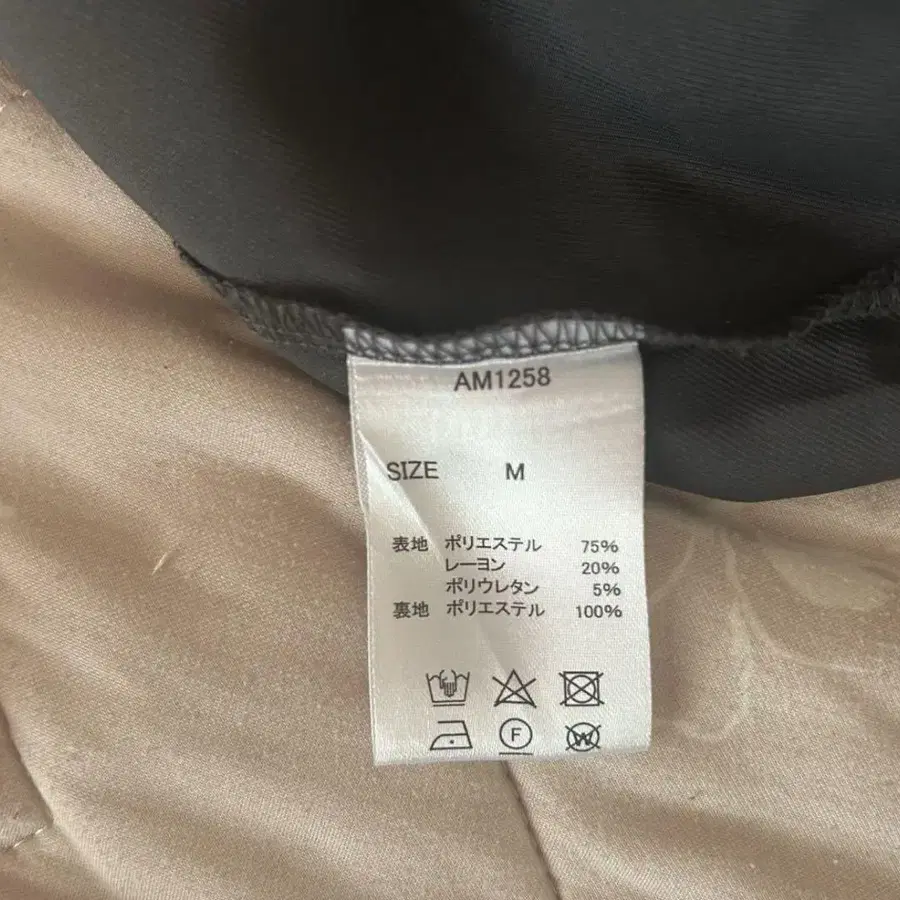 AM1258
SIZE M
表地 ポリエステル 75%
レーヨン 20%
ポリウレタン 5%
裏地 ポリエステル 100%
F
W